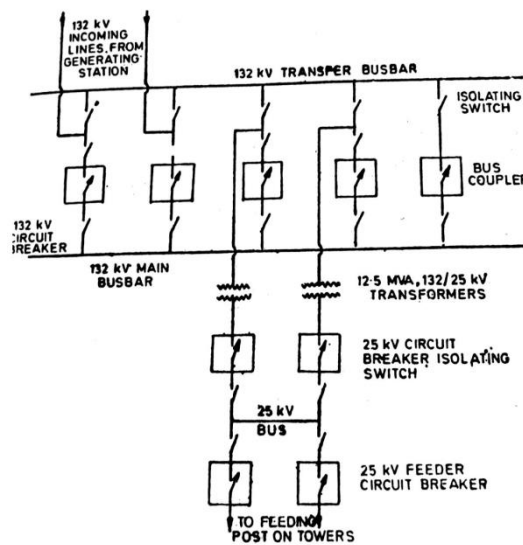 132 kV
INCOMING
LINES, FROM
GENERATING
STATION
132 kV TRANSPER BUSBAR
ISOLATING
SWITCH
BUS
COUPLER
132 kV
CIRCUIT
BREAKER
132 kV MAIN
BUSBAR
12.5 MVA, 132/25 kV
TRANSFORMERS
25 kV CIRCUIT
BREAKER ISOLATING
SWITCH
25 kV
BUS
25 kV FEEDER
CIRCUIT BREAKER
TO FEEDING
POST ON TOWERS